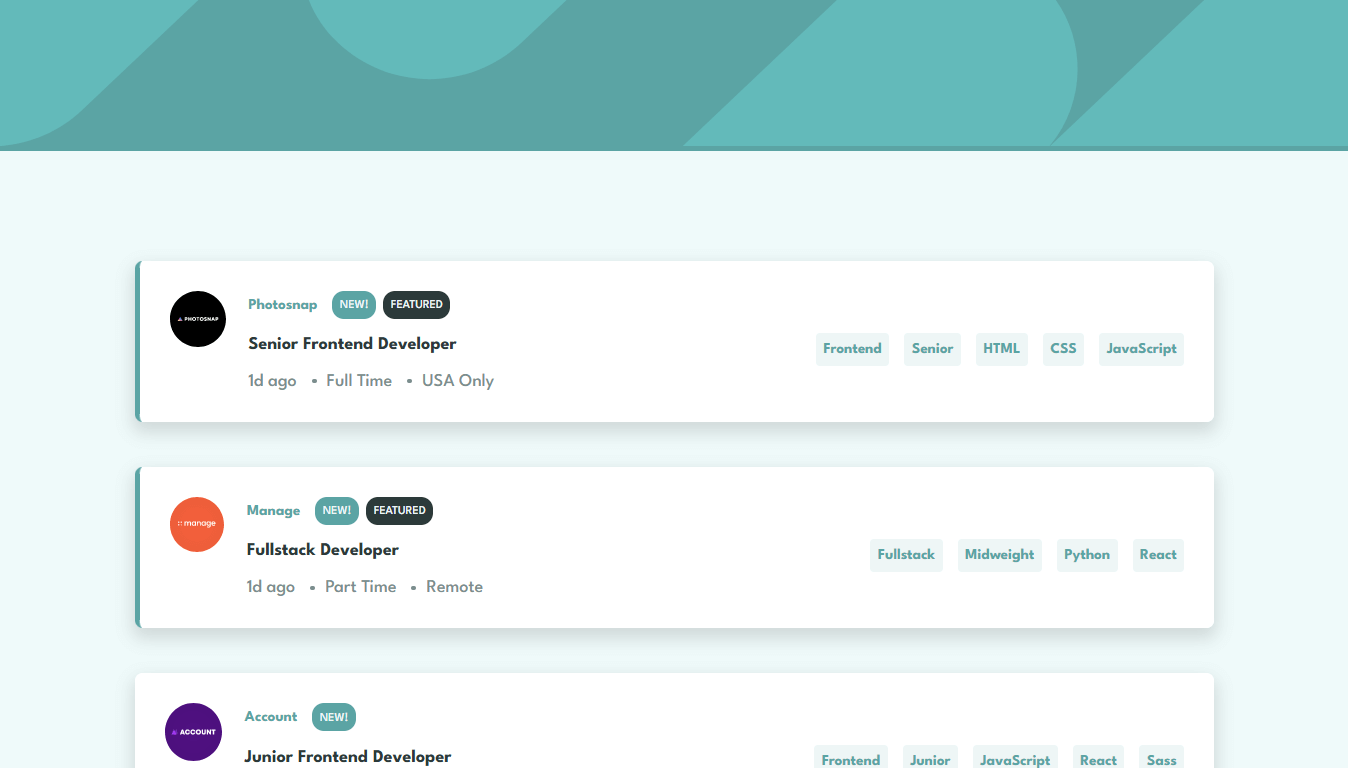 PHOTOSNAP
Photosnap NEW! FEATURED
Senior Frontend Developer
1d ago • Full Time • USA Only
Frontend Senior HTML CSS JavaScript
manage
Manage NEW! FEATURED
Fullstack Developer
1d ago • Part Time • Remote
Fullstack Midweight Python React
ACCOUNT
Account NEW!
Junior Frontend Developer
Frontend Junior JavaScript React Sass